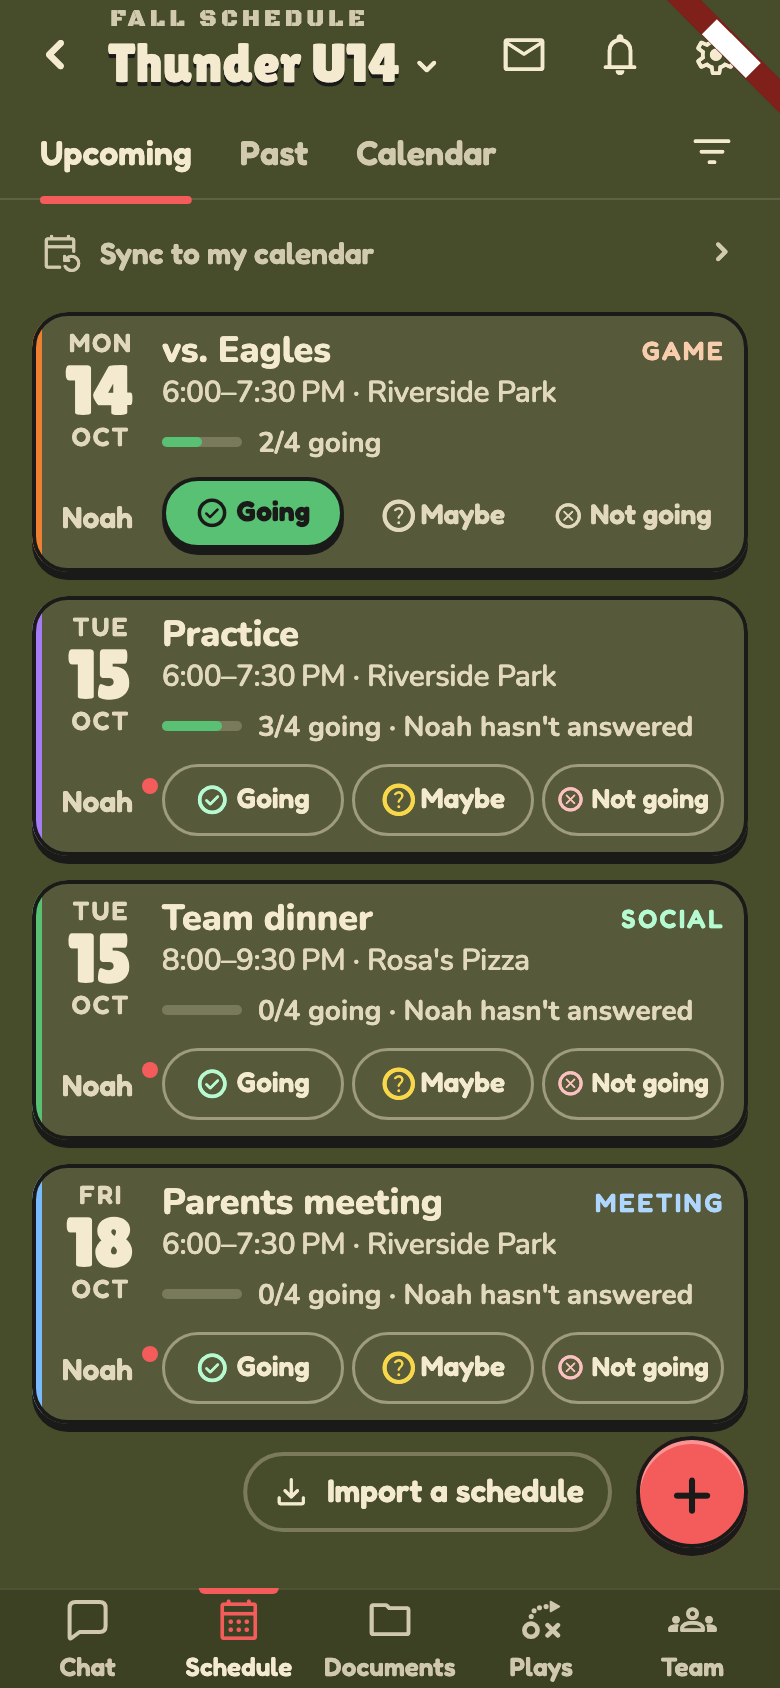 FALL SCHEDULE
Thunder U14
Upcoming Past Calendar
Sync to my calendar
MON
14
OCT
vs. Eagles
GAME
6:00–7:30 PM · Riverside Park
2/4 going
Noah
Going
Maybe
Not going
TUE
15
OCT
Practice
6:00–7:30 PM · Riverside Park
3/4 going · Noah hasn't answered
Noah
Going
Maybe
Not going
TUE
15
OCT
Team dinner
SOCIAL
8:00–9:30 PM · Rosa's Pizza
0/4 going · Noah hasn't answered
Noah
Going
Maybe
Not going
FRI
18
OCT
Parents meeting
MEETING
6:00–7:30 PM · Riverside Park
0/4 going · Noah hasn't answered
Noah
Going
Maybe
Not going
Import a schedule
Chat
Schedule
Documents
Plays
Team